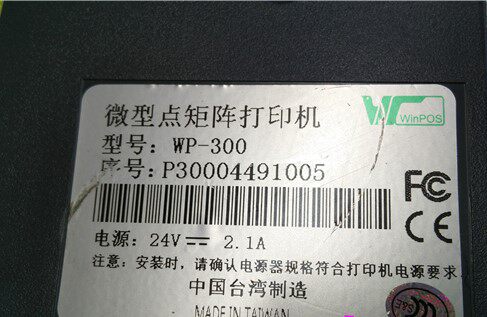 微型点矩阵打印机
WinPOS
型号: WP-300
序号: P30004491005
FC
CE
电源: 24V 2.1A
注意: 安装时, 请确认电源器规格符合打印机电源要求
中国台湾制造
MADE IN TAIWAN